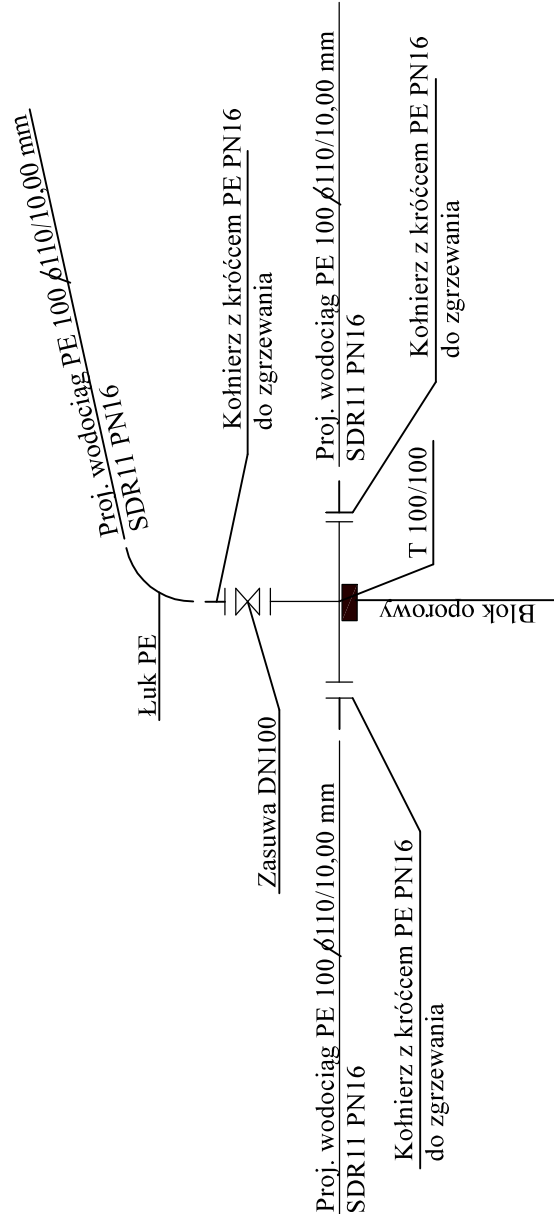 Proj. wodociąg PE 100 ϕ110/10,00 mm
SDR11 PN16
Łuk PE
Kołnierz z króćcem PE PN16
do zgrzewania
Zasuwa DN100
Proj. wodociąg PE 100 ϕ110/10,00 mm
SDR11 PN16
Proj. wodociąg PE 100 ϕ110/10,00 mm
SDR11 PN16
Kołnierz z króćcem PE PN16
do zgrzewania
T 100/100
Kołnierz z króćcem PE PN16
do zgrzewania
Blok oporowy